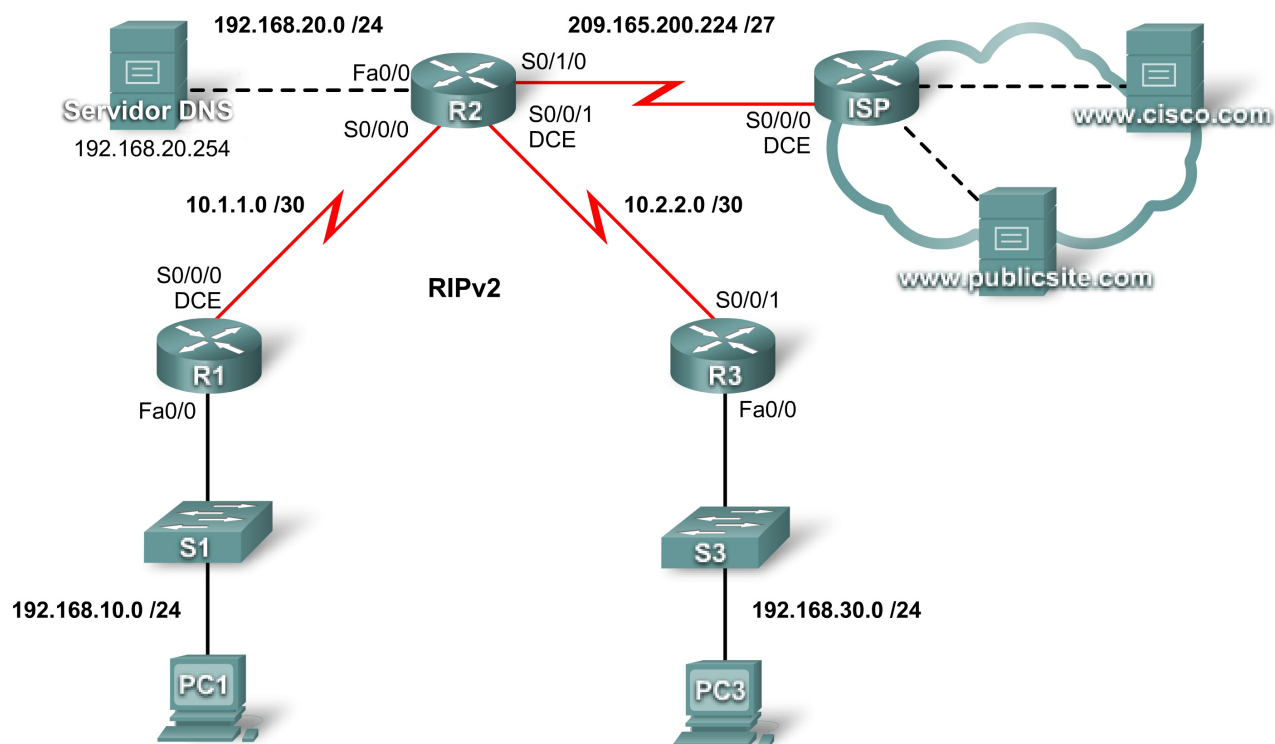 192.168.20.0 /24
209.165.200.224 /27
Servidor DNS
192.168.20.254
Fa0/0
R2
S0/1/0
S0/0/0
S0/0/1
DCE
S0/0/0
DCE
ISP
www.cisco.com
www.publicsite.com
10.1.1.0 /30
10.2.2.0 /30
RIPv2
S0/0/0
DCE
R1
Fa0/0
S0/0/1
R3
Fa0/0
S1
S3
192.168.10.0 /24
192.168.30.0 /24
PC1
PC3